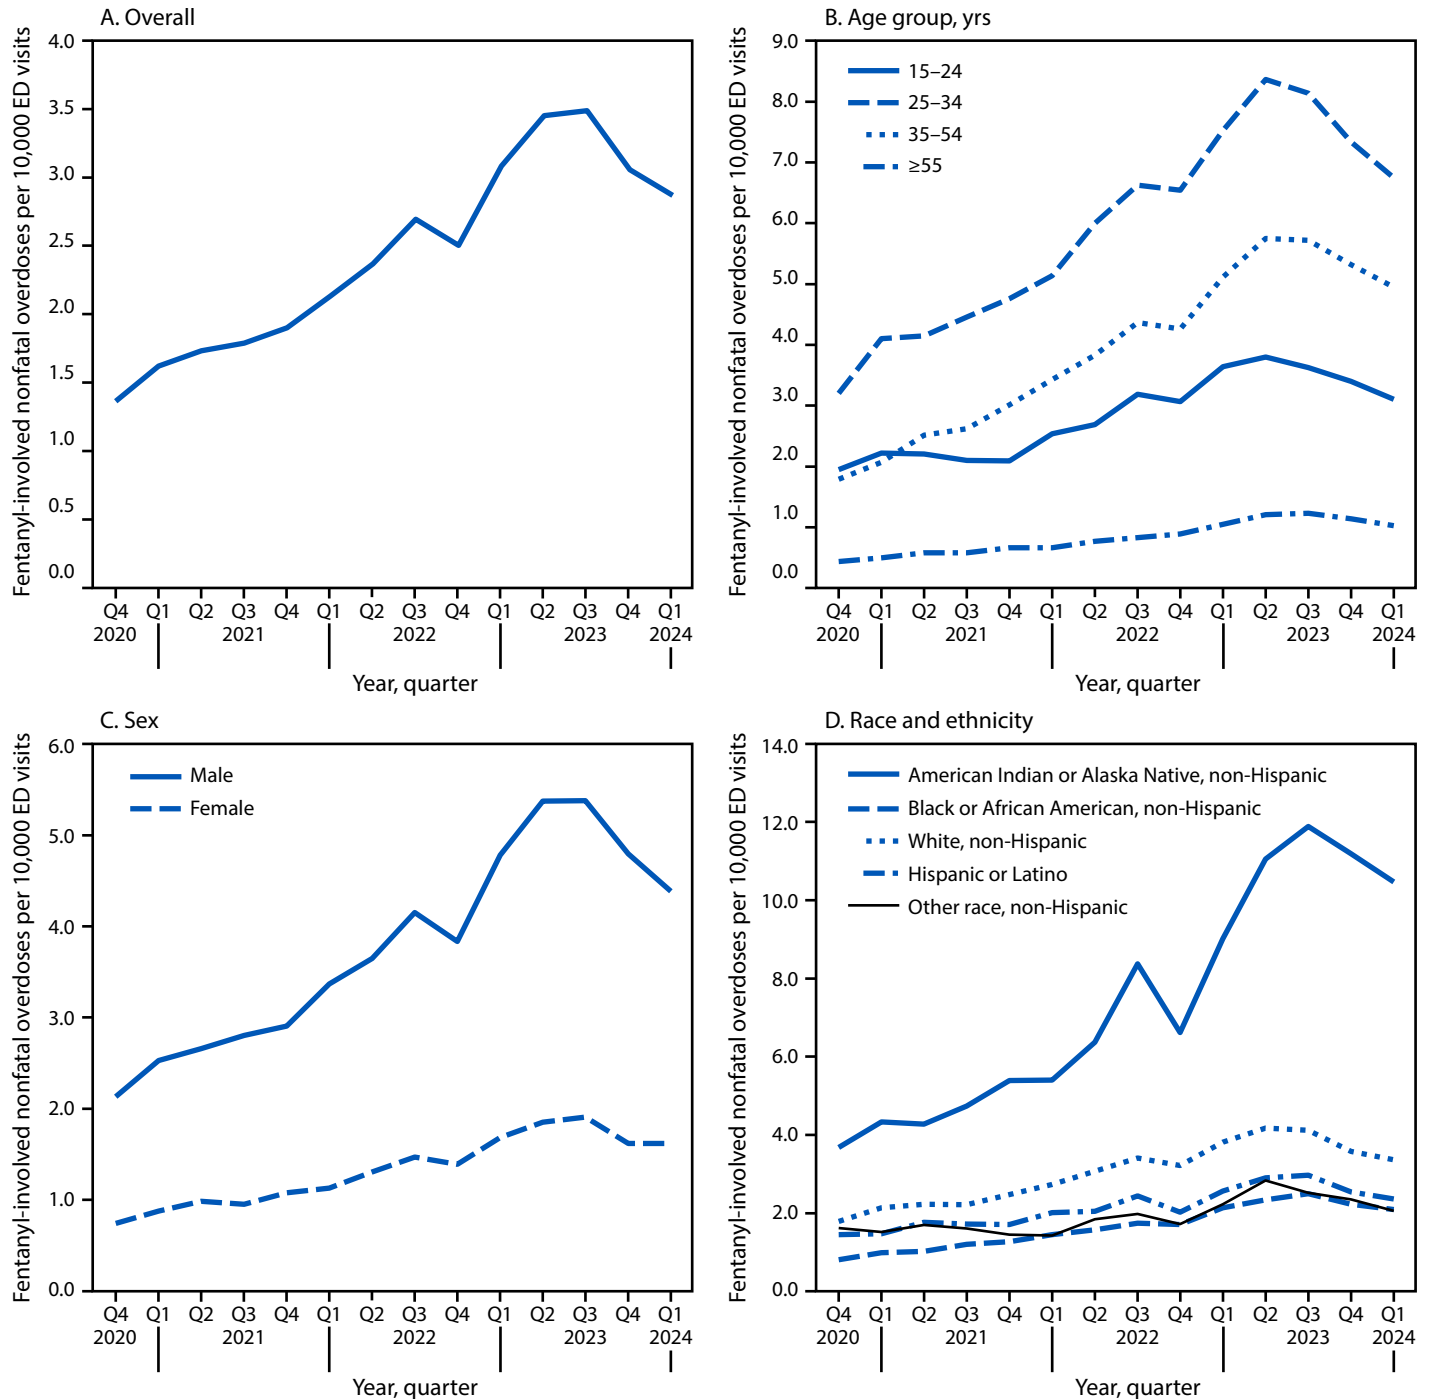 A. Overall
Fentanyl-involved nonfatal overdoses per 10,000 ED visits
4.0
3.5
3.0
2.5
2.0
1.5
1.0
0.5
0.0
Q4 Q1 Q2 Q3 Q4 Q1 Q2 Q3 Q4 Q1 Q2 Q3 Q4 Q1
2020 2021 2022 2023 2024
Year, quarter
B. Age group, yrs
Fentanyl-involved nonfatal overdoses per 10,000 ED visits
9.0
8.0
7.0
6.0
5.0
4.0
3.0
2.0
1.0
0.0
15–24
25–34
35–54
≥55
Q4 Q1 Q2 Q3 Q4 Q1 Q2 Q3 Q4 Q1 Q2 Q3 Q4 Q1
2020 2021 2022 2023 2024
Year, quarter
C. Sex
Fentanyl-involved nonfatal overdoses per 10,000 ED visits
6.0
5.0
4.0
3.0
2.0
1.0
0.0
Male
Female
Q4 Q1 Q2 Q3 Q4 Q1 Q2 Q3 Q4 Q1 Q2 Q3 Q4 Q1
2020 2021 2022 2023 2024
Year, quarter
D. Race and ethnicity
Fentanyl-involved nonfatal overdoses per 10,000 ED visits
14.0
12.0
10.0
8.0
6.0
4.0
2.0
0.0
American Indian or Alaska Native, non-Hispanic
Black or African American, non-Hispanic
White, non-Hispanic
Hispanic or Latino
Other race, non-Hispanic
Q4 Q1 Q2 Q3 Q4 Q1 Q2 Q3 Q4 Q1 Q2 Q3 Q4 Q1
2020 2021 2022 2023 2024
Year, quarter